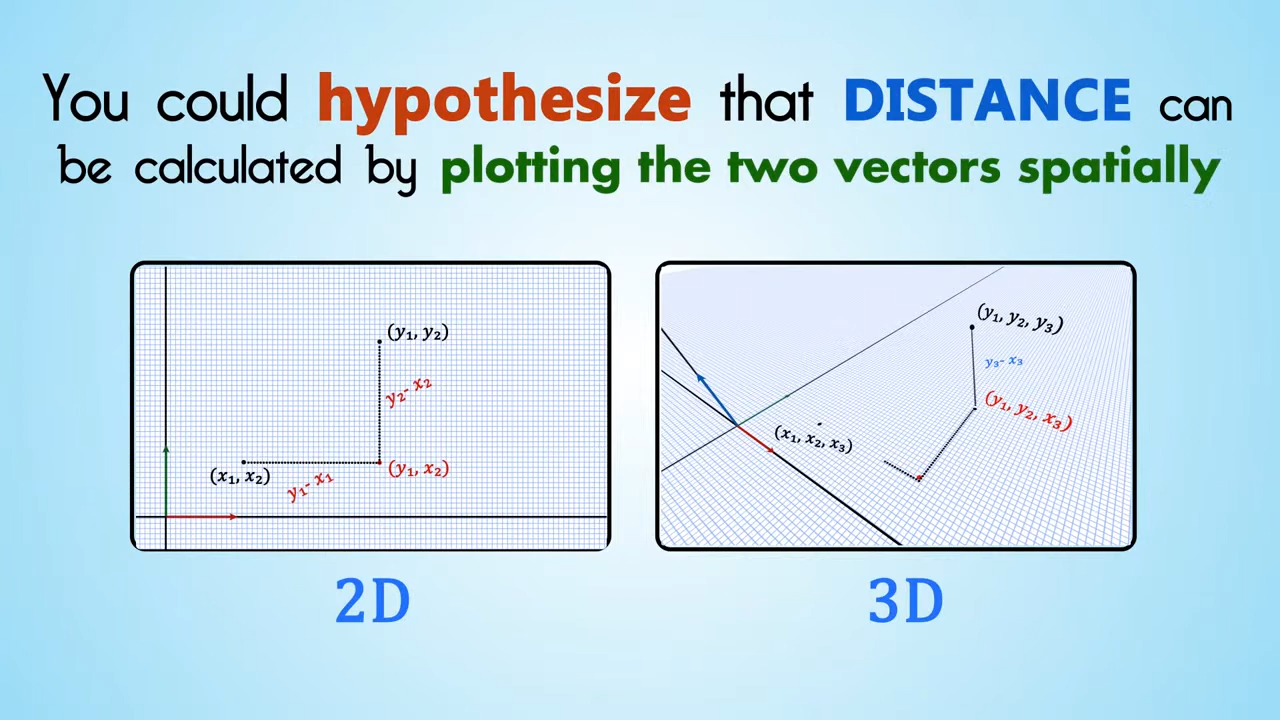 You could hypothesize that DISTANCE can
be calculated by plotting the two vectors spatially
(y₁, y₂)
y₂- x₂
(x₁, x₂)
y₁- x₁
(y₁, x₂)
(y₁, y₂, y₃)
y₃- x₃
(y₁, y₂, x₃)
(x₁, x₂, x₃)
2D
3D